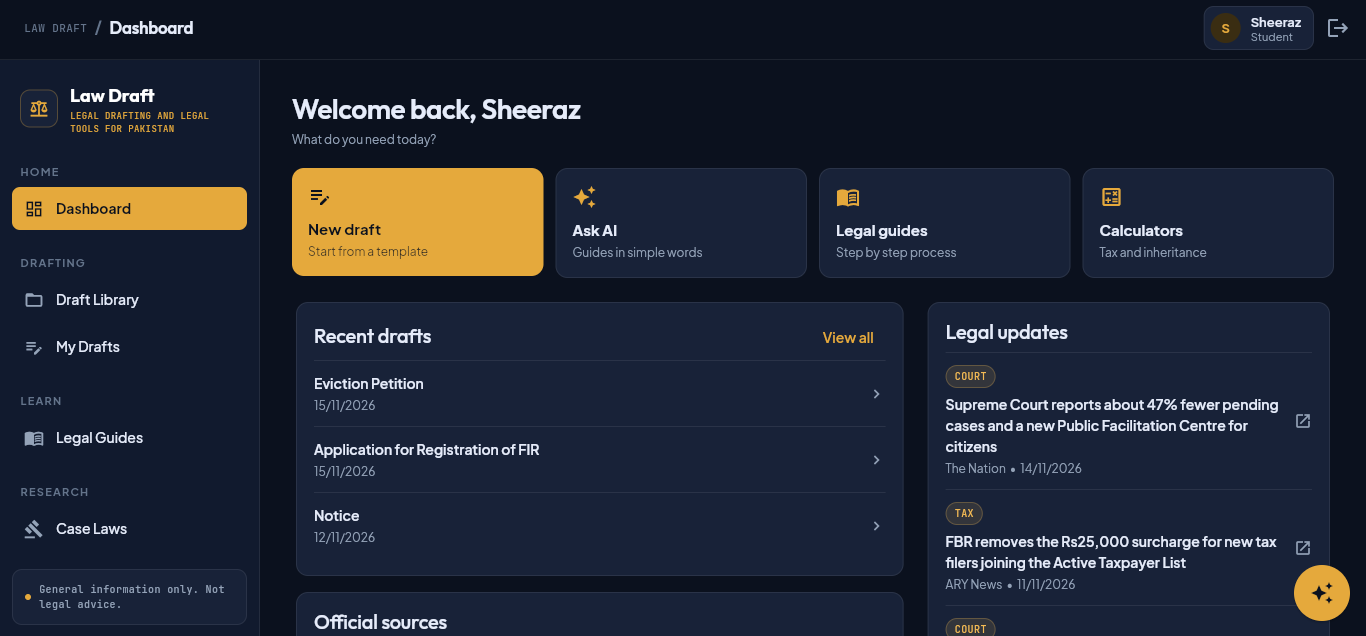 LAW DRAFT / Dashboard
S
Sheeraz
Student
Law Draft
LEGAL DRAFTING AND LEGAL
TOOLS FOR PAKISTAN
HOME
Dashboard
DRAFTING
Draft Library
My Drafts
LEARN
Legal Guides
RESEARCH
Case Laws
General information only. Not
legal advice.
Welcome back, Sheeraz
What do you need today?
New draft
Start from a template
Ask AI
Guides in simple words
Legal guides
Step by step process
Calculators
Tax and inheritance
Recent drafts
View all
Eviction Petition
15/11/2026
Application for Registration of FIR
15/11/2026
Notice
12/11/2026
Official sources
Legal updates
COURT
Supreme Court reports about 47% fewer pending
cases and a new Public Facilitation Centre for
citizens
The Nation • 14/11/2026
TAX
FBR removes the Rs25,000 surcharge for new tax
filers joining the Active Taxpayer List
ARY News • 11/11/2026
COURT